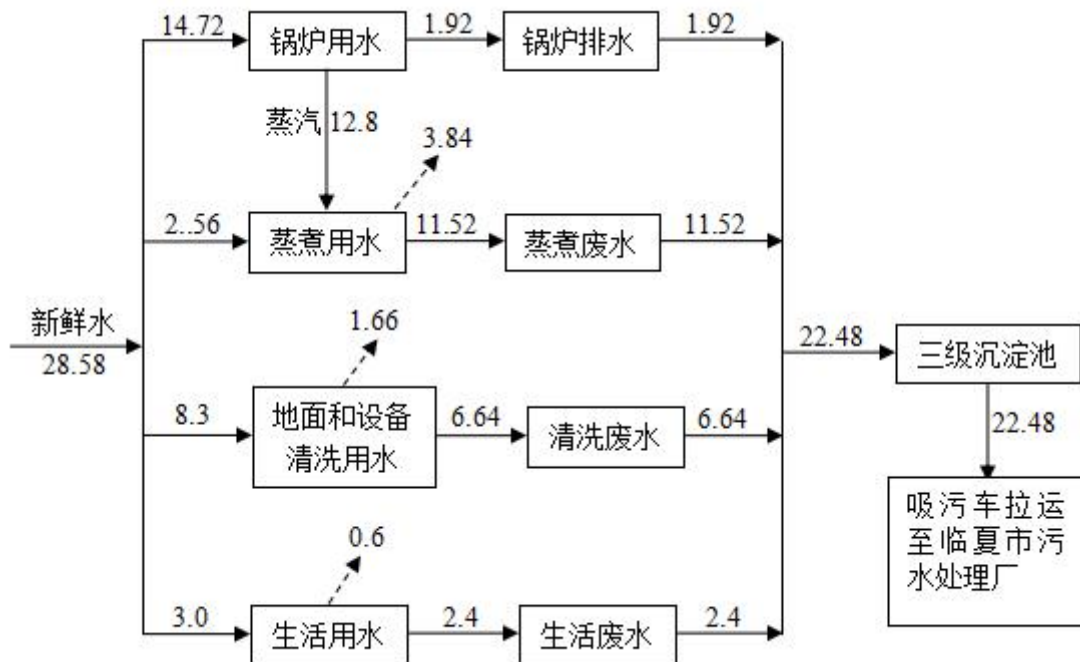 14.72
锅炉用水
1.92
锅炉排水
1.92
蒸汽
12.8
3.84
2..56
蒸煮用水
11.52
蒸煮废水
11.52
新鲜水
28.58
1.66
22.48
三级沉淀池
8.3
地面和设备
清洗用水
6.64
清洗废水
6.64
22.48
吸污车拉运
至临夏市污
水处理厂
0.6
3.0
生活用水
2.4
生活废水
2.4